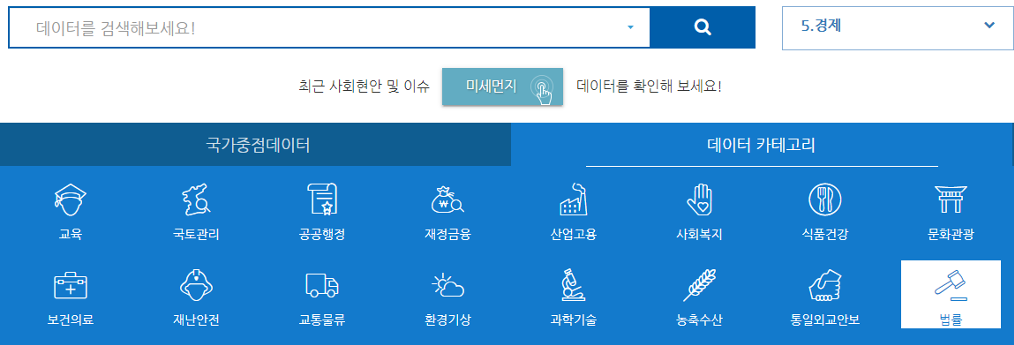 데이터를 검색해보세요!
5.경제
최근 사회현안 및 이슈 미세먼지 데이터를 확인해 보세요!
국가중점데이터 데이터 카테고리
교육 국토관리 공공행정 재정금융 산업고용 사회복지 식품건강 문화관광
보건의료 재난안전 교통물류 환경기상 과학기술 농축수산 통일외교안보 법률